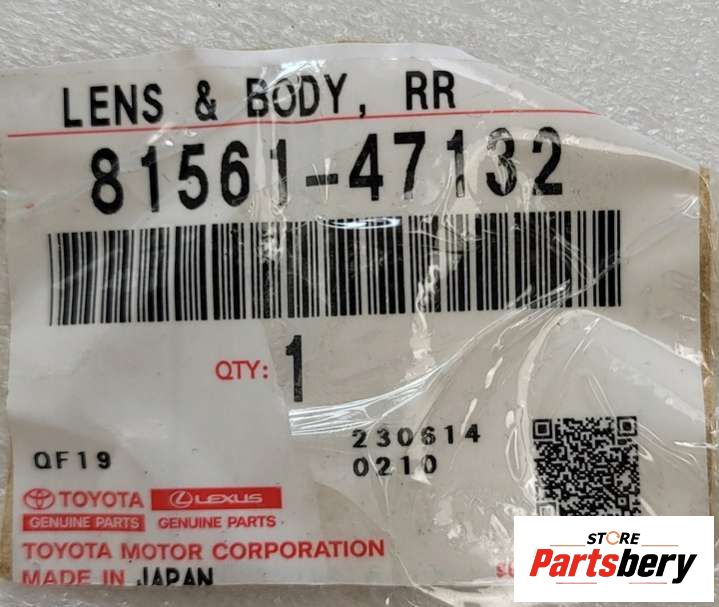 LENS & BODY, RR
81561-47132
QTY: 1
230614
QF19 0210
TOYOTA LEXUS
GENUINE PARTS GENUINE PARTS
TOYOTA MOTOR CORPORATION
MADE IN JAPAN
STORE
Partsbery